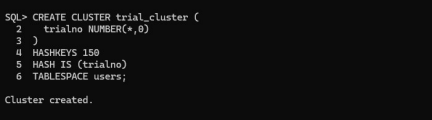 SQL> CREATE CLUSTER trial_cluster (
  2    trialno NUMBER(*,0)
  3  )
  4  HASHKEYS 150
  5  HASH IS (trialno)
  6  TABLESPACE users;
Cluster created.